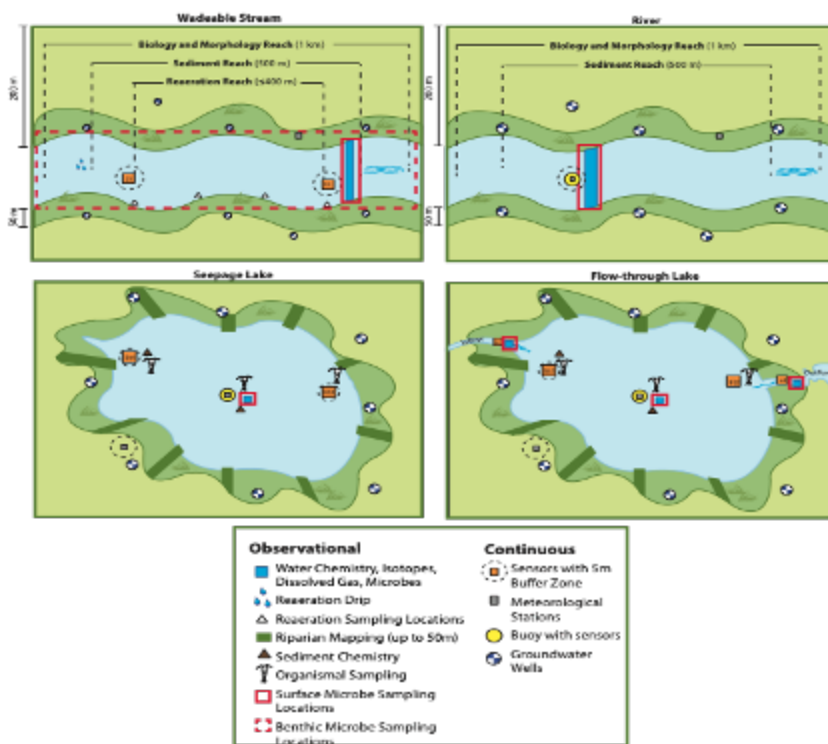 Wadeable Stream
River
Biology and Morphology Reach (1 km)
Sediment Reach (500 m)
Reaeration Reach (≤400 m)
Biology and Morphology Reach (1 km)
Sediment Reach (500 m)
200 m
50 m
200 m
50 m
Seepage Lake
Flow-through Lake
Observational
Water Chemistry, Isotopes,
Dissolved Gas, Microbes
Reaeration Drip
Reaeration Sampling Locations
Riparian Mapping (up to 50m)
Sediment Chemistry
Organismal Sampling
Surface Microbe Sampling
Locations
Benthic Microbe Sampling
Locations
Continuous
Sensors with 5m
Buffer Zone
Meteorological
Stations
Buoy with sensors
Groundwater
Wells